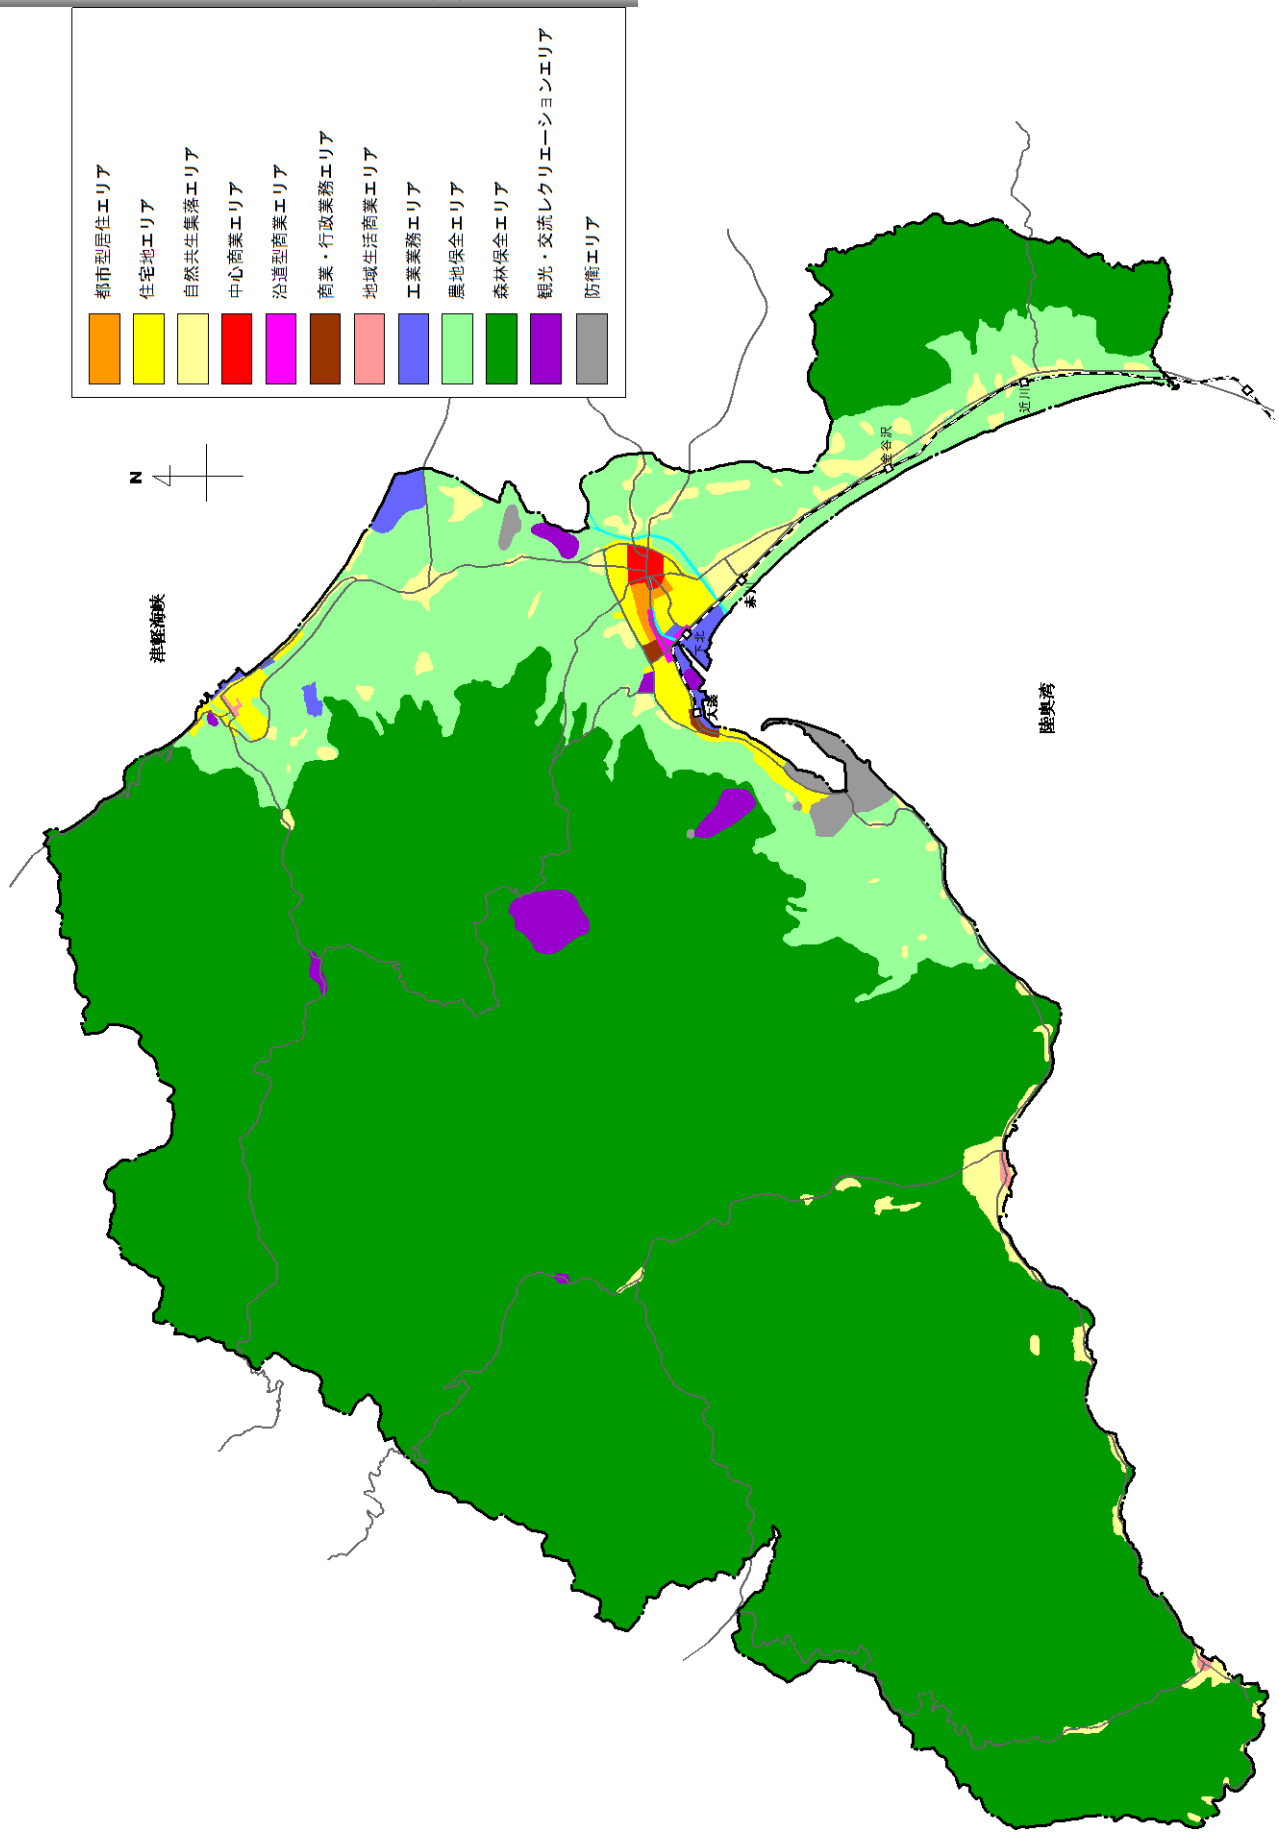 都市型居住エリア
住宅地エリア
自然共生集落エリア
中心商業エリア
沿道型商業エリア
商業・行政業務エリア
地域生活商業エリア
工業業務エリア
農地保全エリア
森林保全エリア
観光・交流レクリエーションエリア
防衛エリア
N
津軽海峡
陸奥湾
大湊
下北
赤川
金谷沢
近川